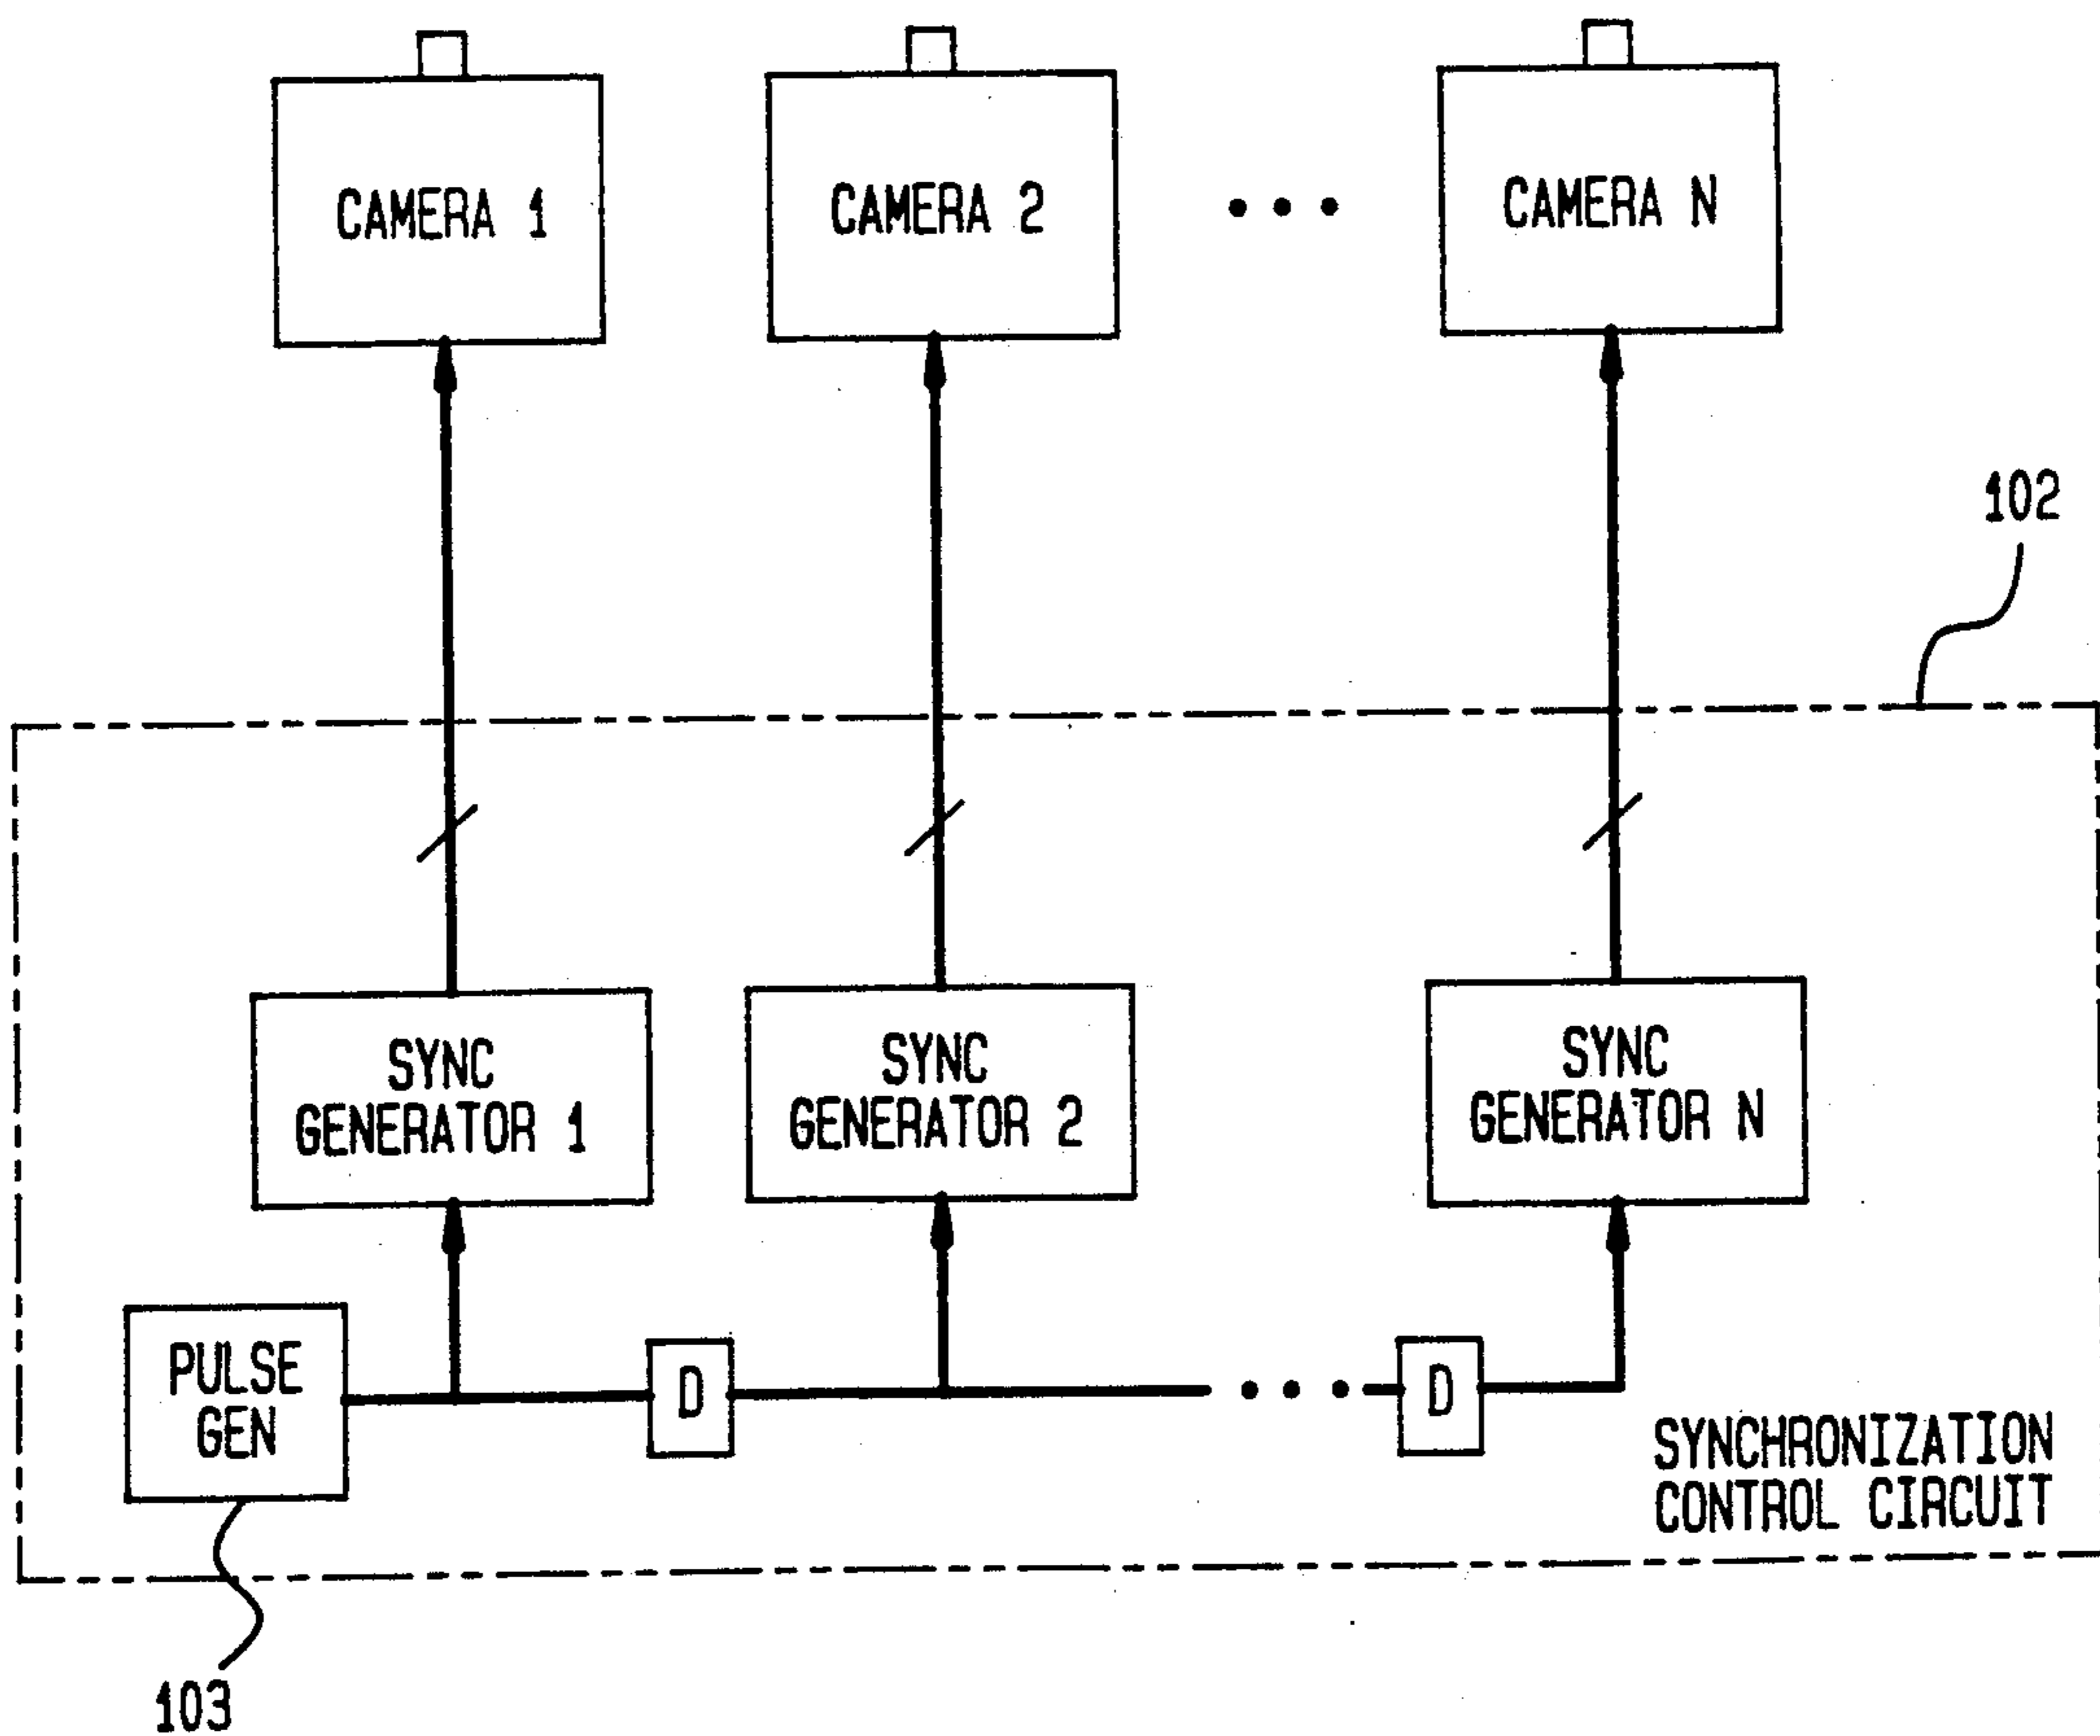 CAMERA 1
CAMERA 2
CAMERA N
102
SYNC
GENERATOR 1
SYNC
GENERATOR 2
SYNC
GENERATOR N
PULSE
GEN
D
D
SYNCHRONIZATION
CONTROL CIRCUIT
103